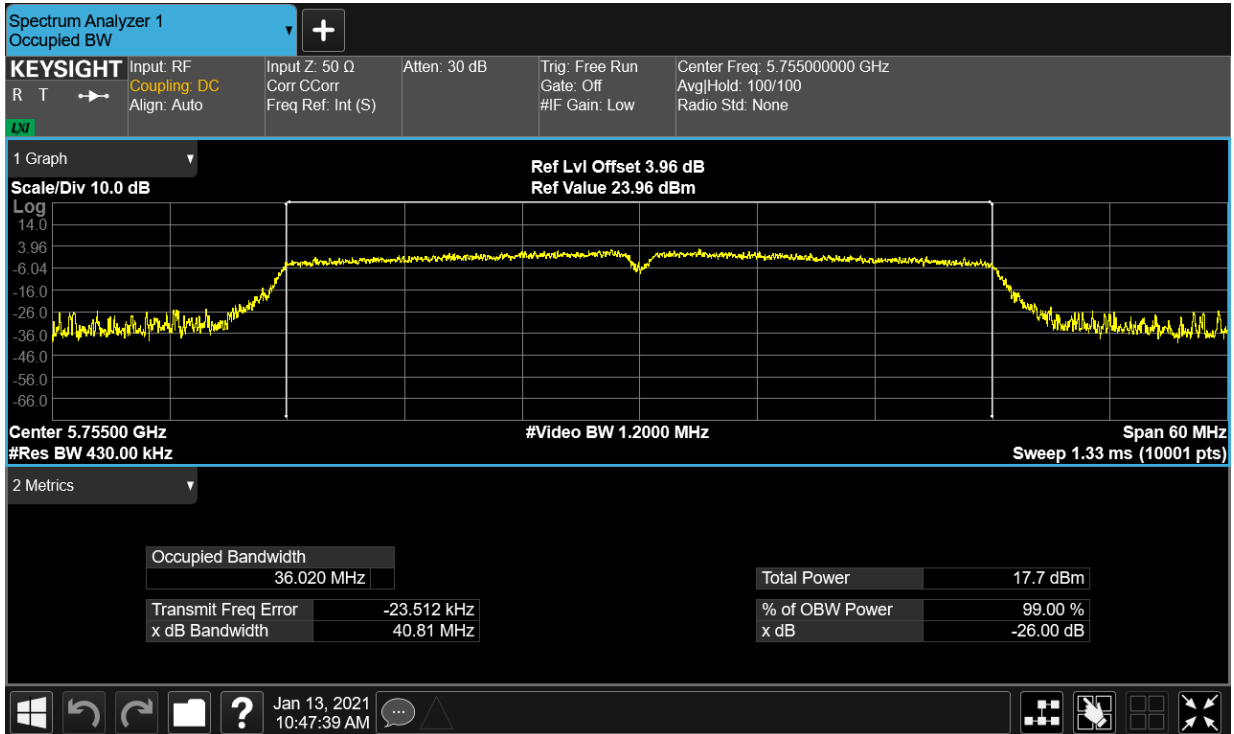 Spectrum Analyzer 1
Occupied BW
KEYSIGHT
R T
LXI
Input: RF
Coupling: DC
Align: Auto
Input Z: 50 Ω
Corr CCorr
Freq Ref: Int (S)
Atten: 30 dB
Trig: Free Run
Gate: Off
#IF Gain: Low
Center Freq: 5.755000000 GHz
Avg|Hold: 100/100
Radio Std: None
1 Graph
Scale/Div 10.0 dB
Ref Lvl Offset 3.96 dB
Ref Value 23.96 dBm
Log
14.0
3.96
-6.04
-16.0
-26.0
-36.0
-46.0
-56.0
-66.0
Center 5.75500 GHz
#Res BW 430.00 kHz
#Video BW 1.2000 MHz
Span 60 MHz
Sweep 1.33 ms (10001 pts)
2 Metrics
Occupied Bandwidth
36.020 MHz
Transmit Freq Error -23.512 kHz
x dB Bandwidth 40.81 MHz
Total Power 17.7 dBm
% of OBW Power 99.00 %
x dB -26.00 dB
?
Jan 13, 2021
10:47:39 AM